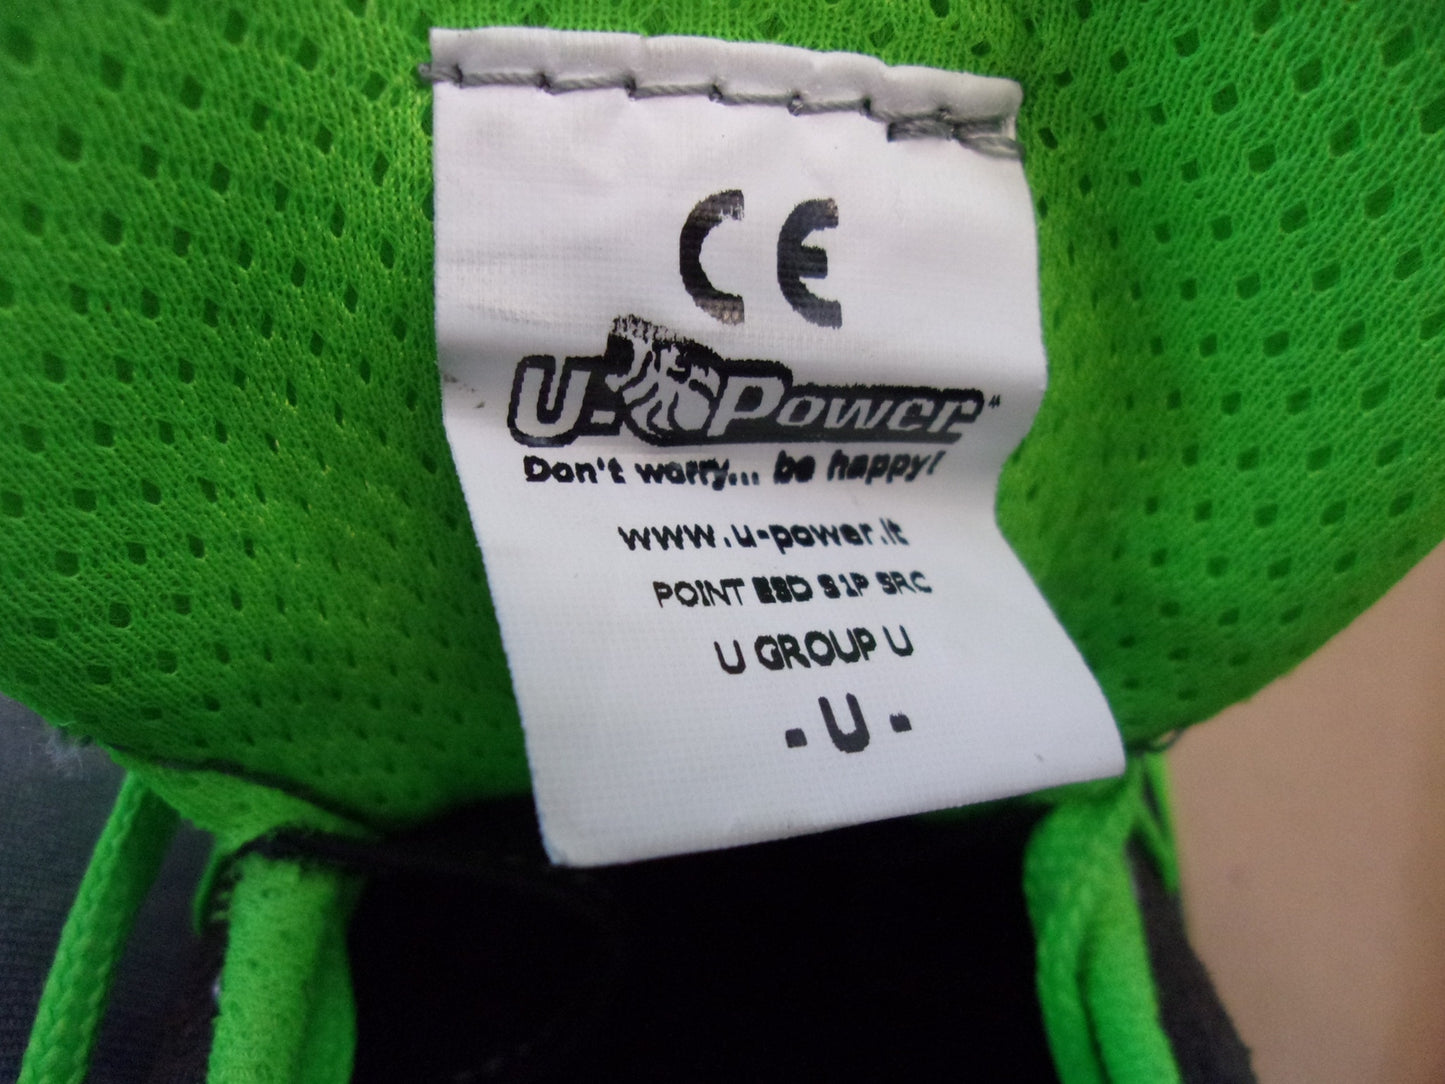 CE
U-Power
Don't worry... be happy!
www.u-power.it
POINT ESD S1P SRC
U GROUP U
- U -